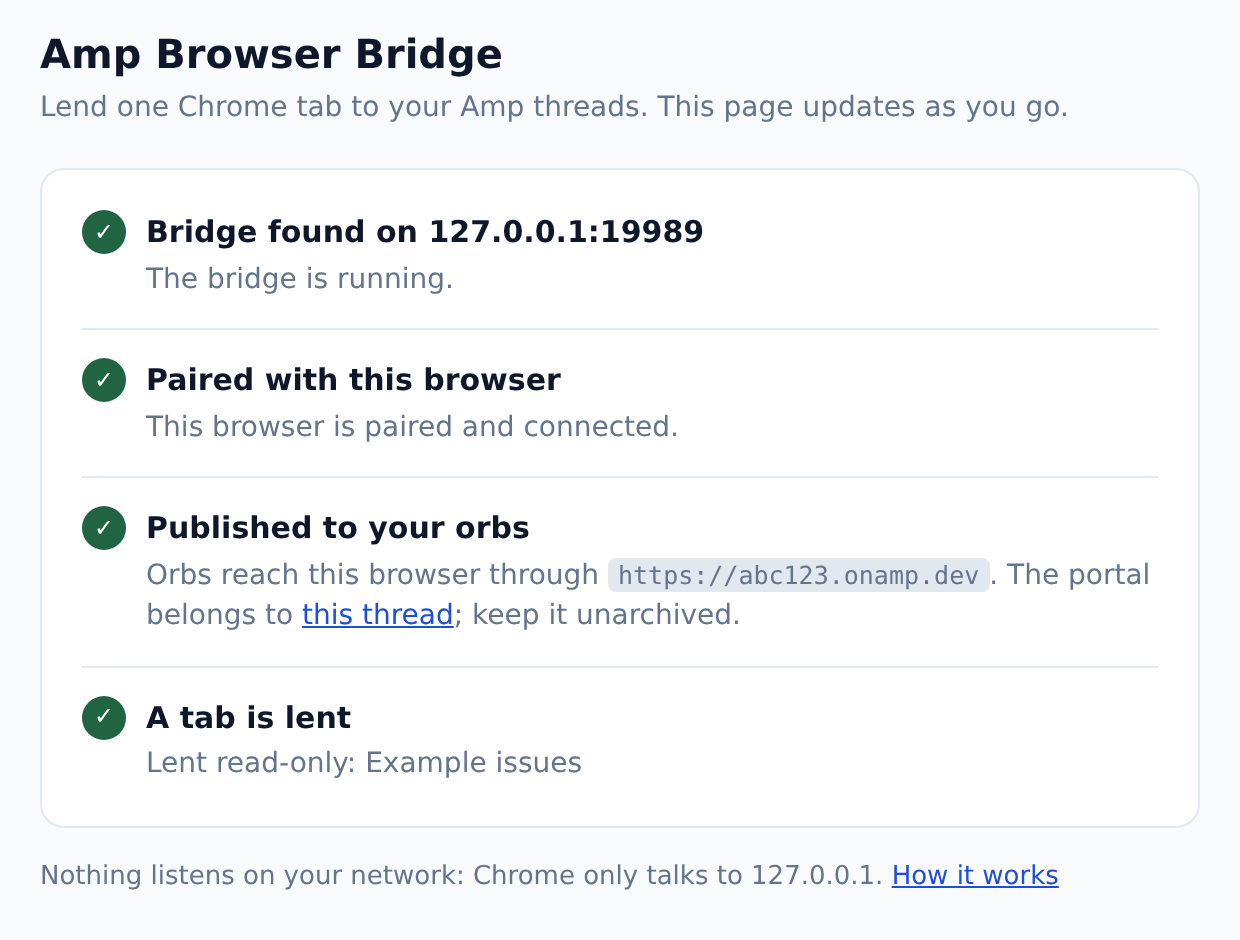 Amp Browser Bridge
Lend one Chrome tab to your Amp threads. This page updates as you go.
✓ Bridge found on 127.0.0.1:19989
The bridge is running.
✓ Paired with this browser
This browser is paired and connected.
✓ Published to your orbs
Orbs reach this browser through https://abc123.onamp.dev. The portal
belongs to this thread; keep it unarchived.
✓ A tab is lent
Lent read-only: Example issues
Nothing listens on your network: Chrome only talks to 127.0.0.1. How it works